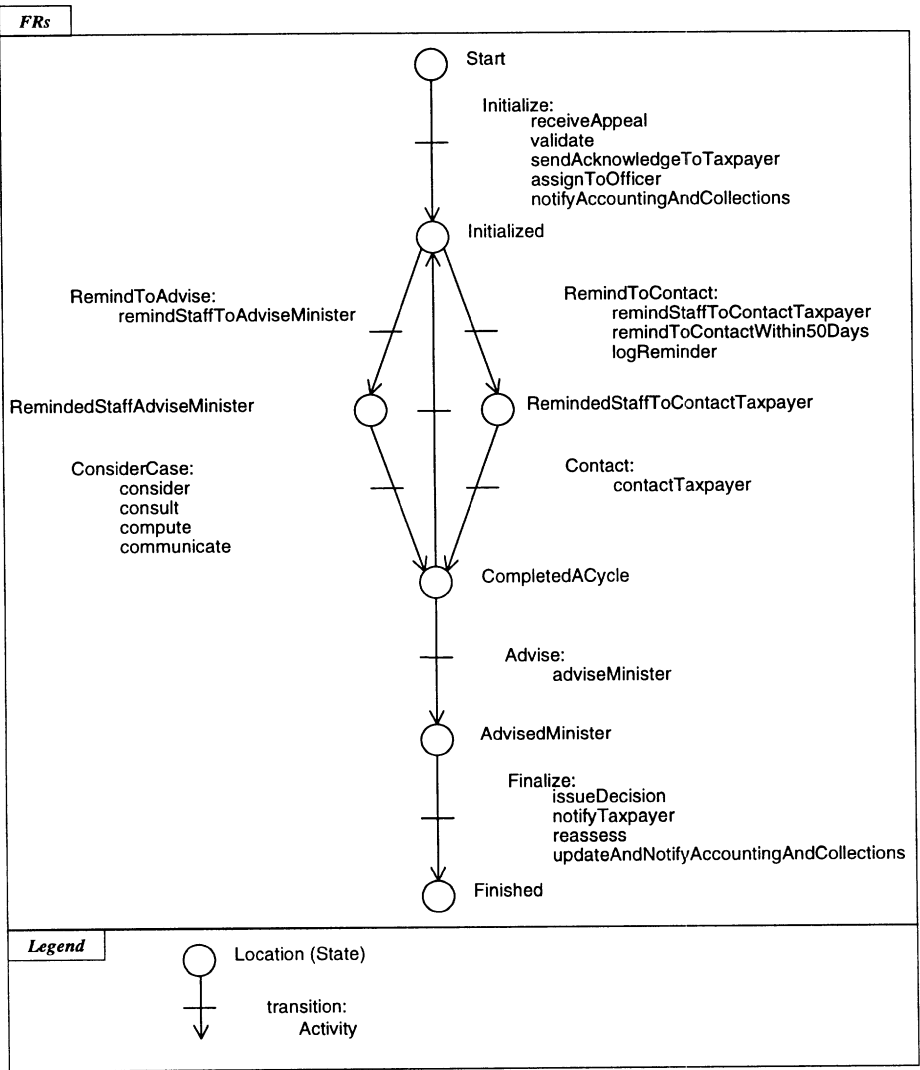 FRs
Start
Initialize:
receiveAppeal
validate
sendAcknowledgeToTaxpayer
assignToOfficer
notifyAccountingAndCollections
Initialized
RemindToAdvise:
remindStaffToAdviseMinister
RemindToContact:
remindStaffToContactTaxpayer
remindToContactWithin50Days
logReminder
RemindedStaffAdviseMinister
RemindedStaffToContactTaxpayer
ConsiderCase:
consider
consult
compute
communicate
Contact:
contactTaxpayer
CompletedACycle
Advise:
adviseMinister
AdvisedMinister
Finalize:
issueDecision
notifyTaxpayer
reassess
updateAndNotifyAccountingAndCollections
Finished
Legend
Location (State)
transition:
Activity